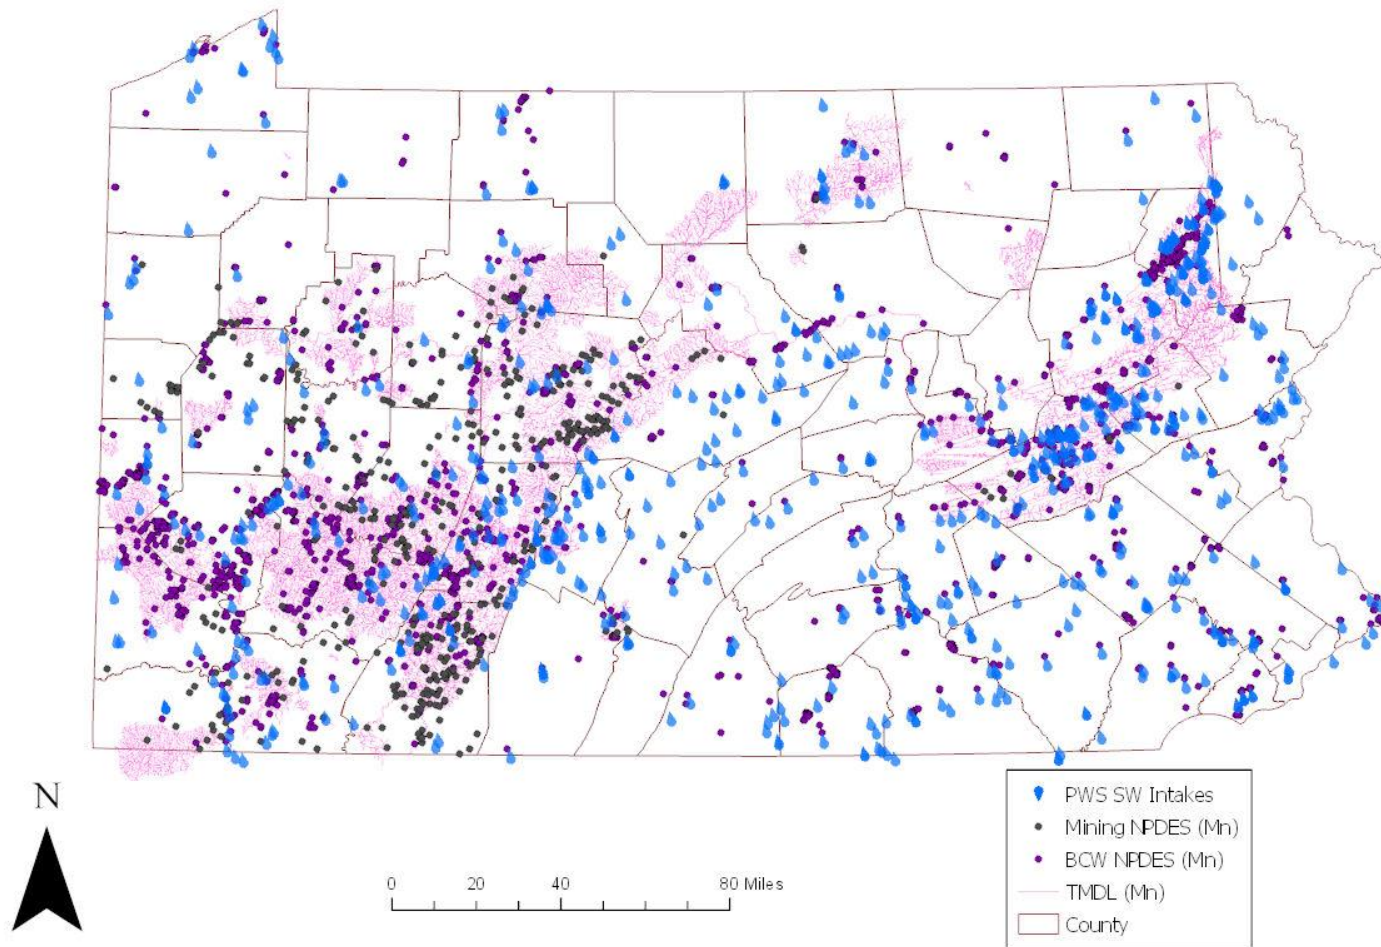 N
0 20 40 80 Miles
PWS SW Intakes
Mining NPDES (Mn)
BCW NPDES (Mn)
TMDL (Mn)
County